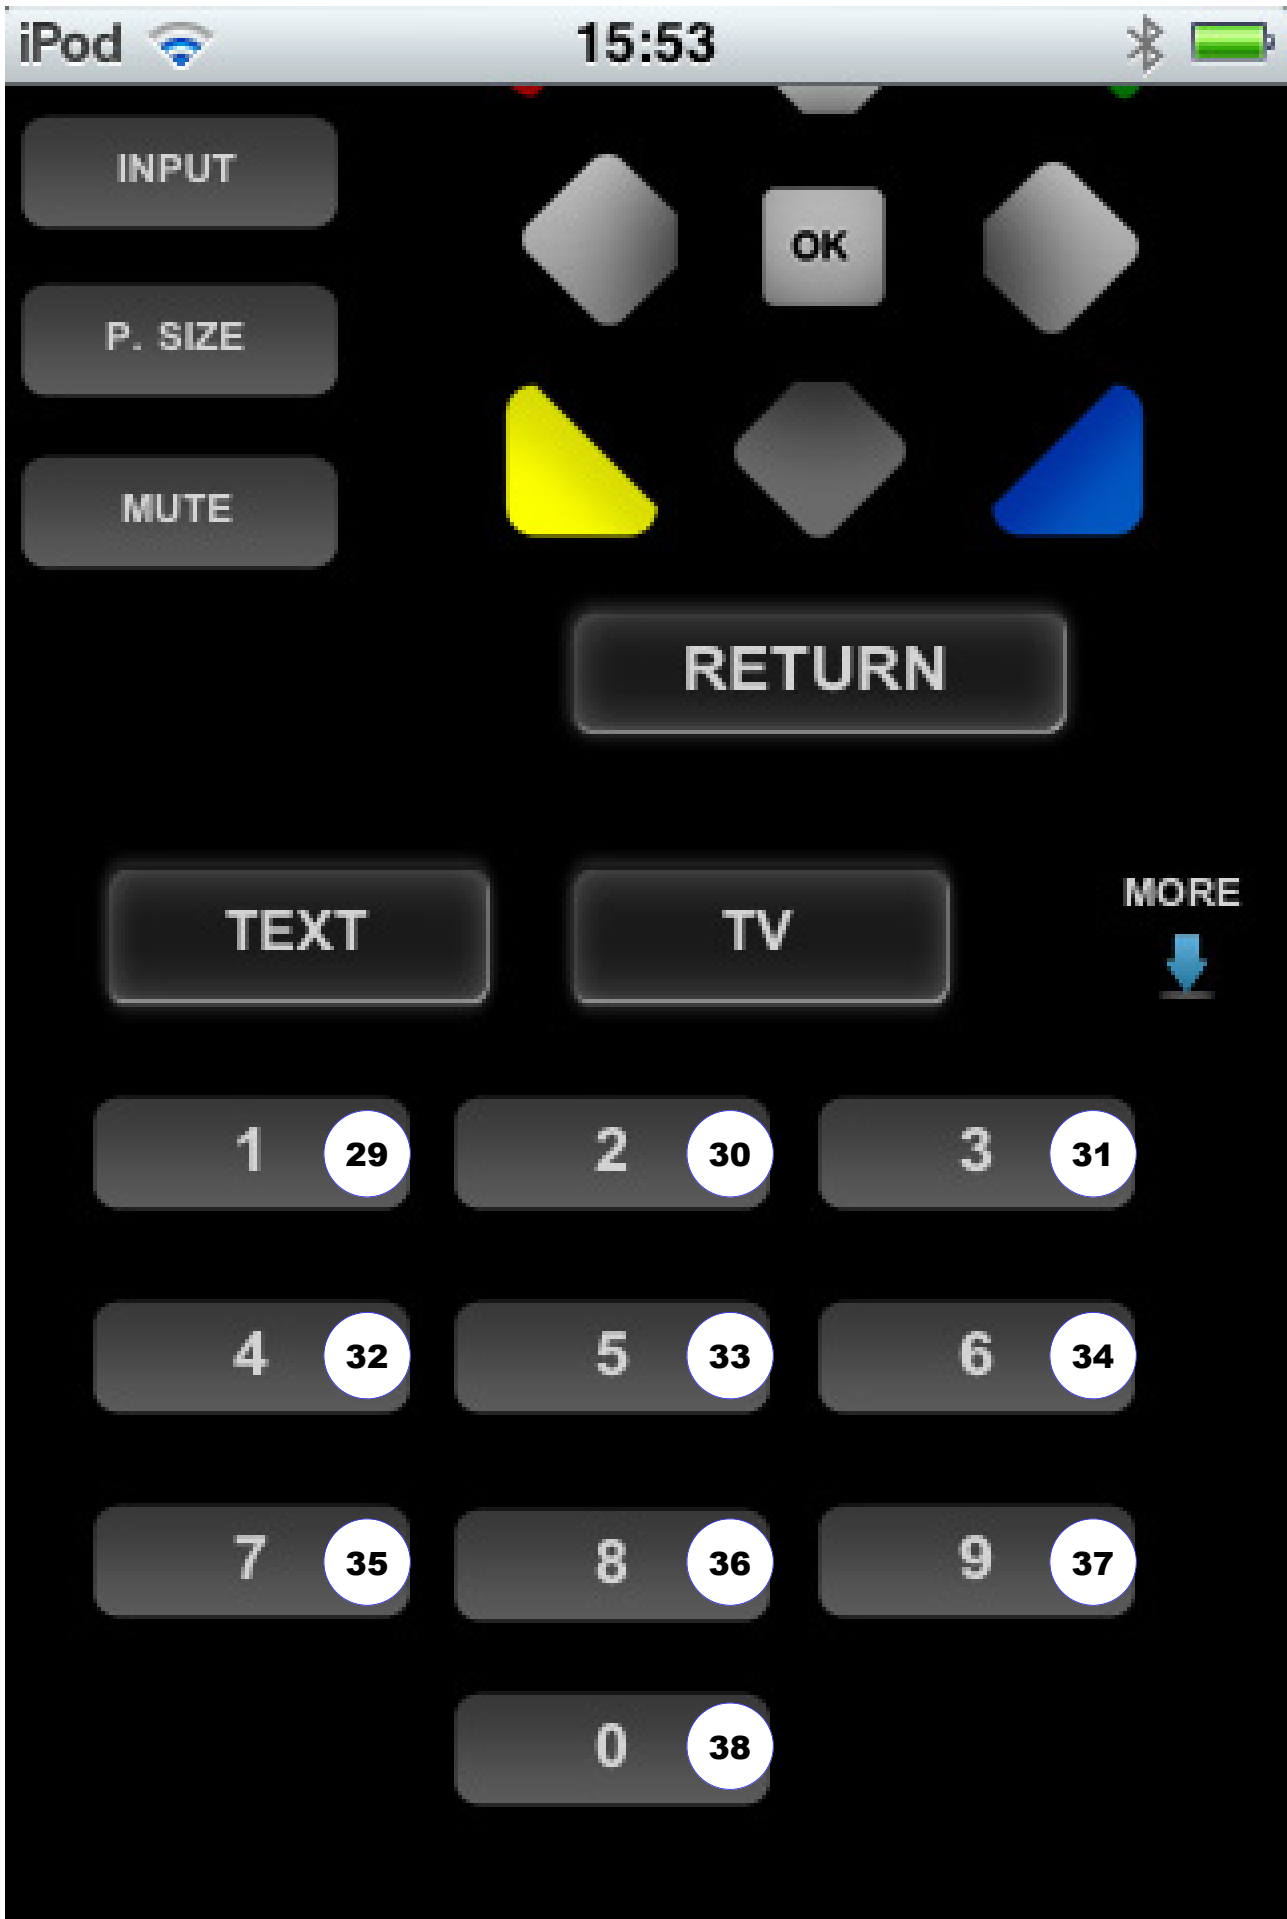 iPod 15:53
INPUT
OK
P. SIZE
MUTE
RETURN
TEXT TV MORE
1 29 2 30 3 31
4 32 5 33 6 34
7 35 8 36 9 37
0 38